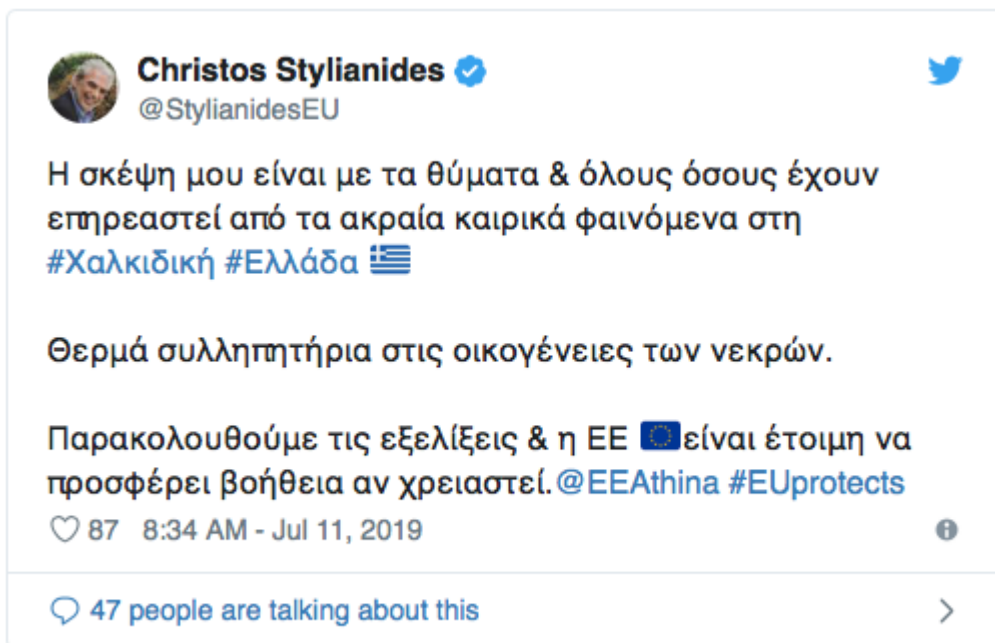 Christos Stylianides
@StylianidesEU
Η σκέψη μου είναι με τα θύματα & όλους όσους έχουν
επηρεαστεί από τα ακραία καιρικά φαινόμενα στη
#Χαλκιδική #Ελλάδα 🇬🇷
Θερμά συλληπητήρια στις οικογένειες των νεκρών.
Παρακολουθούμε τις εξελίξεις & η ΕΕ 🇪🇺είναι έτοιμη να
προσφέρει βοήθεια αν χρειαστεί.@EEAthina #EUprotects
87 8:34 AM - Jul 11, 2019
47 people are talking about this